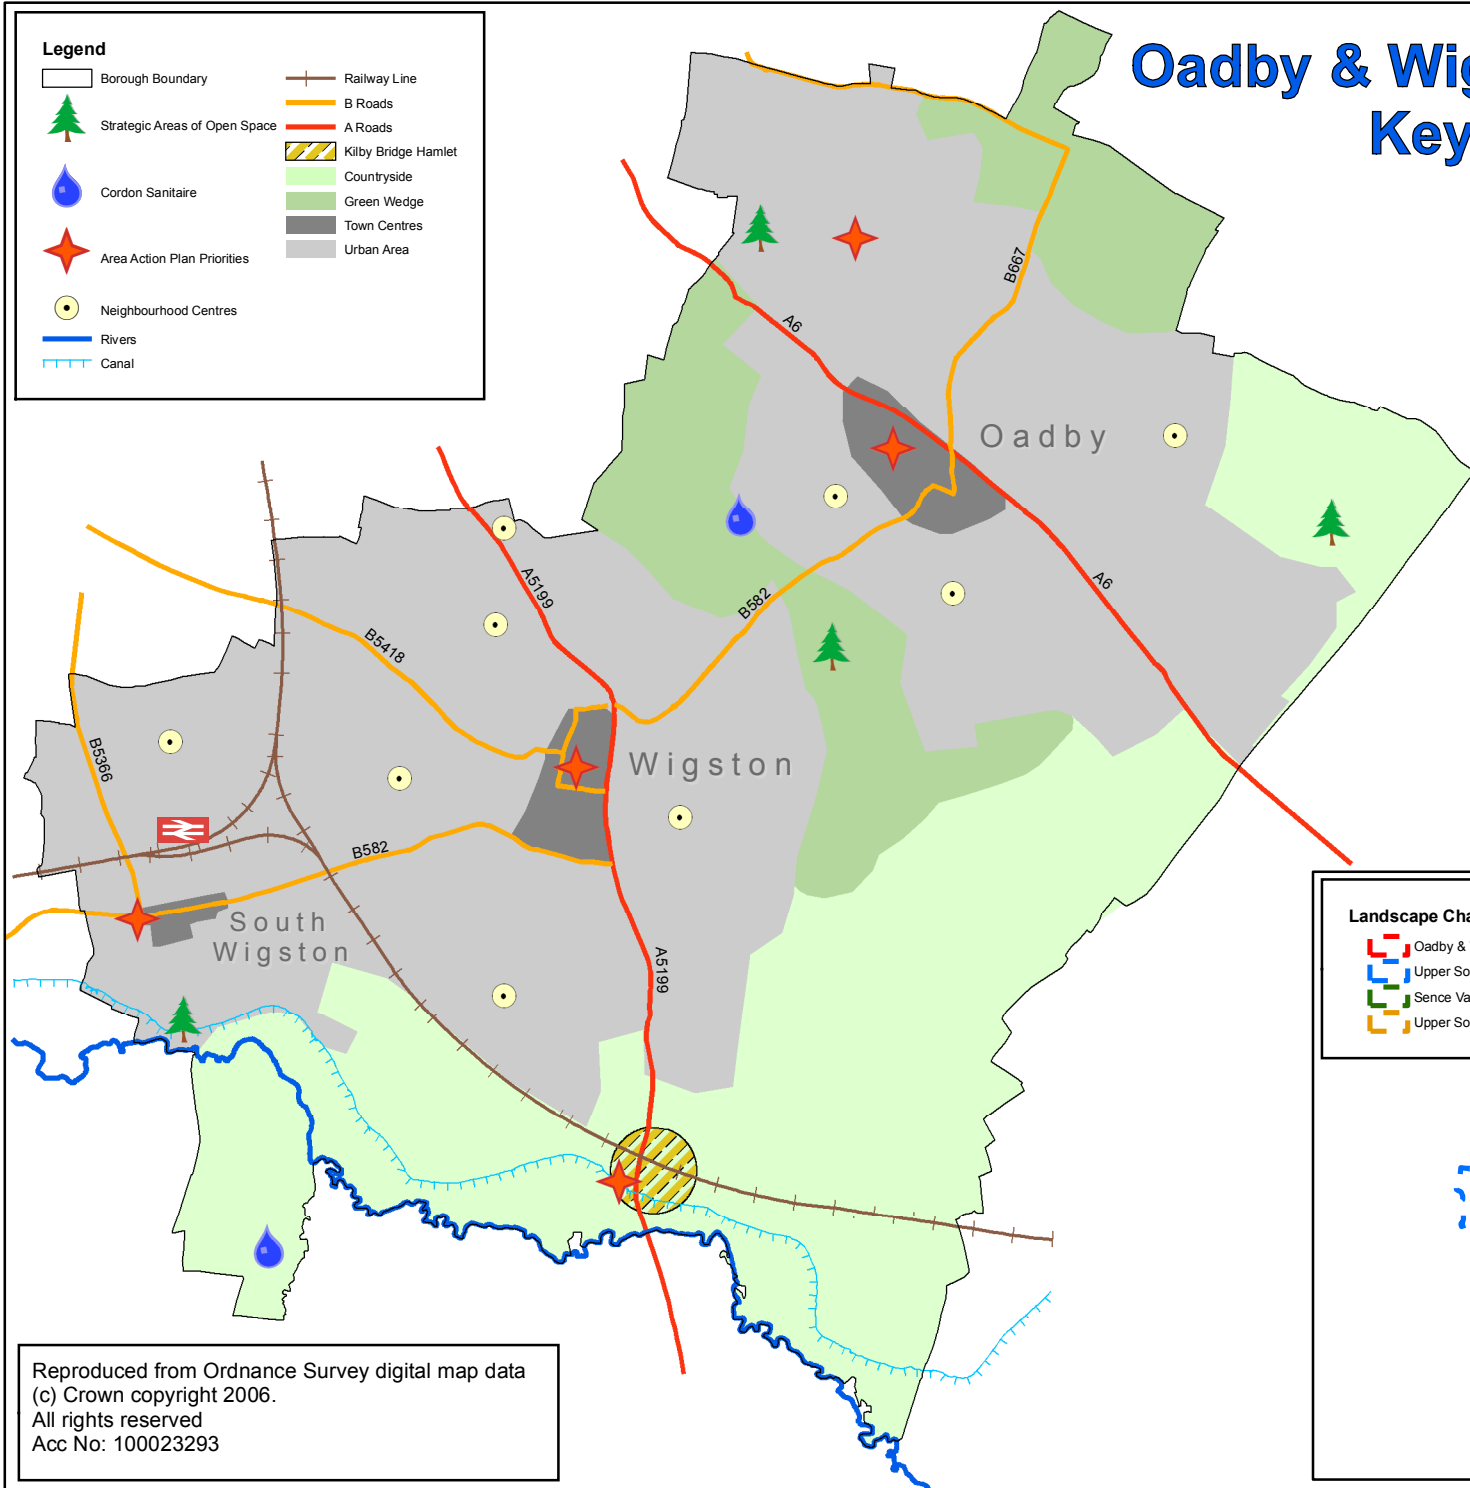 Oadby & Wig
Key
Legend
Borough Boundary
Strategic Areas of Open Space
Cordon Sanitaire
Area Action Plan Priorities
Neighbourhood Centres
Rivers
Canal
Railway Line
B Roads
A Roads
Kilby Bridge Hamlet
Countryside
Green Wedge
Town Centres
Urban Area
B667
A6
Oadby
A5199
B582
A6
B5418
B5366
Wigston
B582
South
Wigston
A5199
Landscape Cha
Oadby &
Upper So
Sence Va
Upper So
Reproduced from Ordnance Survey digital map data
(c) Crown copyright 2006.
All rights reserved
Acc No: 100023293